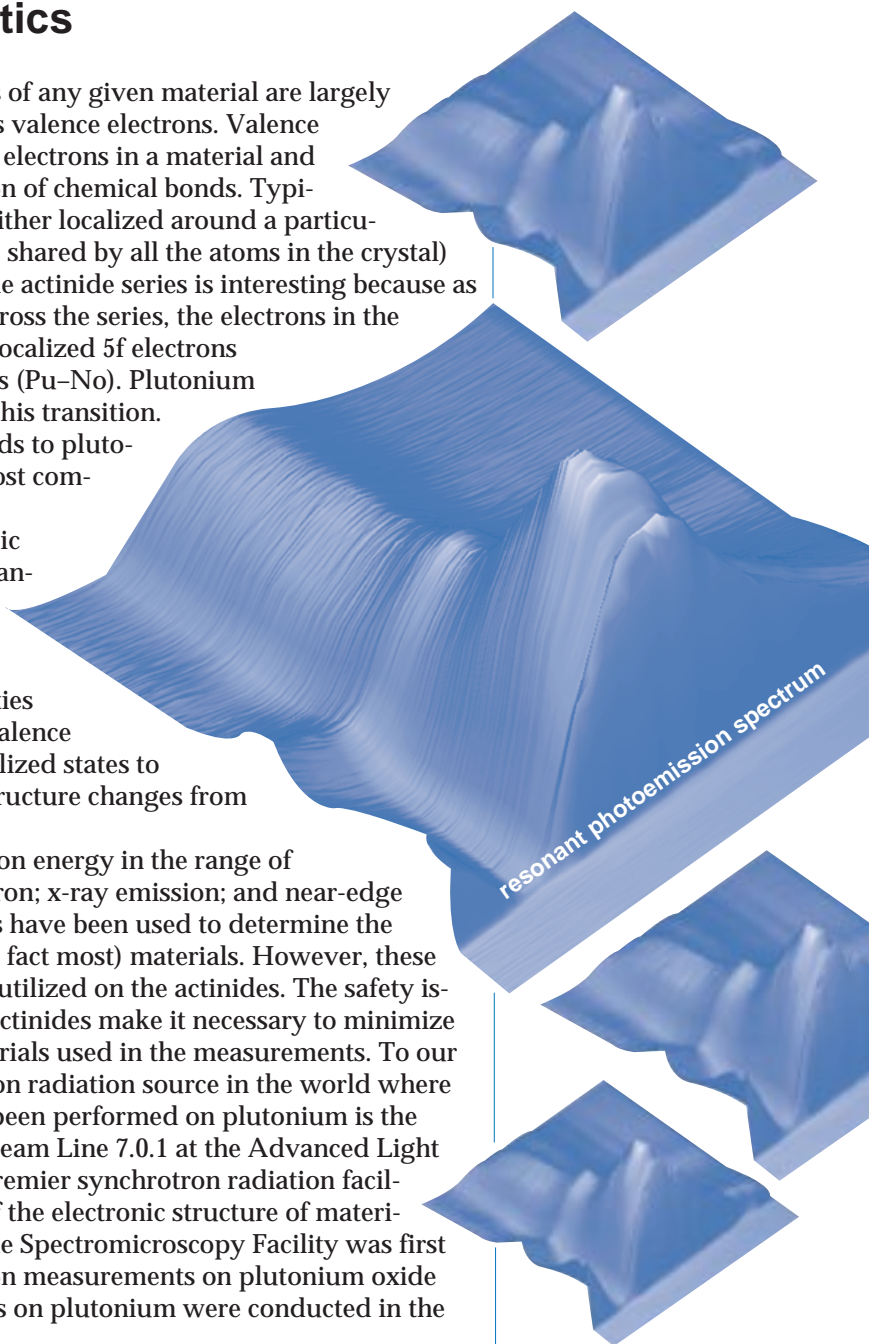 tics
of any given material are largely
s valence electrons. Valence
electrons in a material and
on of chemical bonds. Typi-
ither localized around a particu-
shared by all the atoms in the crystal)
e actinide series is interesting because as
ross the series, the electrons in the
ocalized 5f electrons
s (Pu–No). Plutonium
his transition.
ds to pluto-
ost com-
ic
an-
ties
alence
lized states to
ructure changes from
on energy in the range of
ron; x-ray emission; and near-edge
s have been used to determine the
fact most) materials. However, these
utilized on the actinides. The safety is-
ctinides make it necessary to minimize
erials used in the measurements. To our
on radiation source in the world where
been performed on plutonium is the
eam Line 7.0.1 at the Advanced Light
remier synchrotron radiation facil-
f the electronic structure of materi-
e Spectromicroscopy Facility was first
on measurements on plutonium oxide
s on plutonium were conducted in the
resonant photoemission spectrum